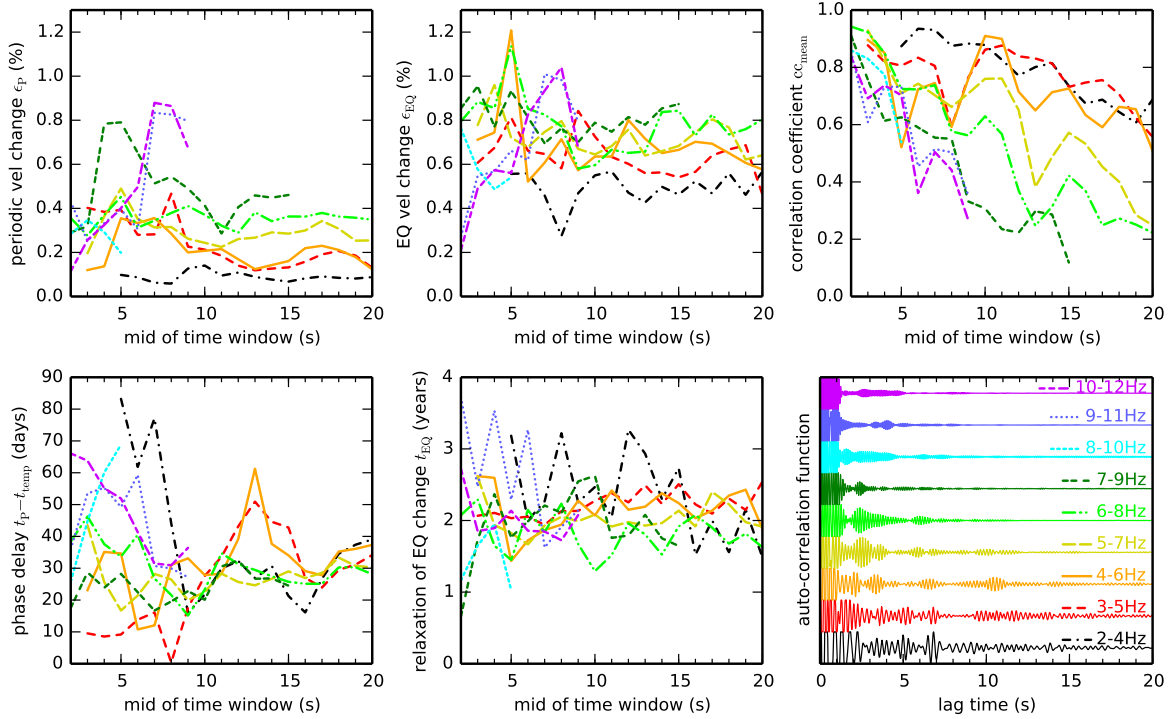 periodic vel change ϵ_P (%)
1.2
1.0
0.8
0.6
0.4
0.2
0.0
5 10 15 20
mid of time window (s)
EQ vel change ϵ_EQ (%)
1.2
1.0
0.8
0.6
0.4
0.2
0.0
5 10 15 20
mid of time window (s)
correlation coefficient cc_mean
1.0
0.8
0.6
0.4
0.2
0.0
5 10 15 20
mid of time window (s)
phase delay t_P−t_temp (days)
90
80
70
60
50
40
30
20
10
0
5 10 15 20
mid of time window (s)
relaxation of EQ change t_EQ (years)
4
3
2
1
0
5 10 15 20
mid of time window (s)
auto-correlation function
10-12Hz
9-11Hz
8-10Hz
7-9Hz
6-8Hz
5-7Hz
4-6Hz
3-5Hz
2-4Hz
0 5 10 15 20
lag time (s)